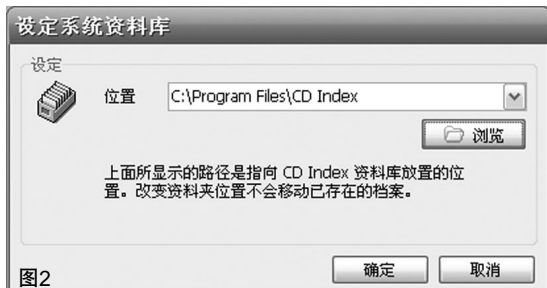 设定系统资料库
设定
位置 C:\Program Files\CD Index
浏览
上面所显示的路径是指向 CD Index 资料库放置的位
置。改变资料夹位置不会移动已存在的档案。
确定 取消
图2